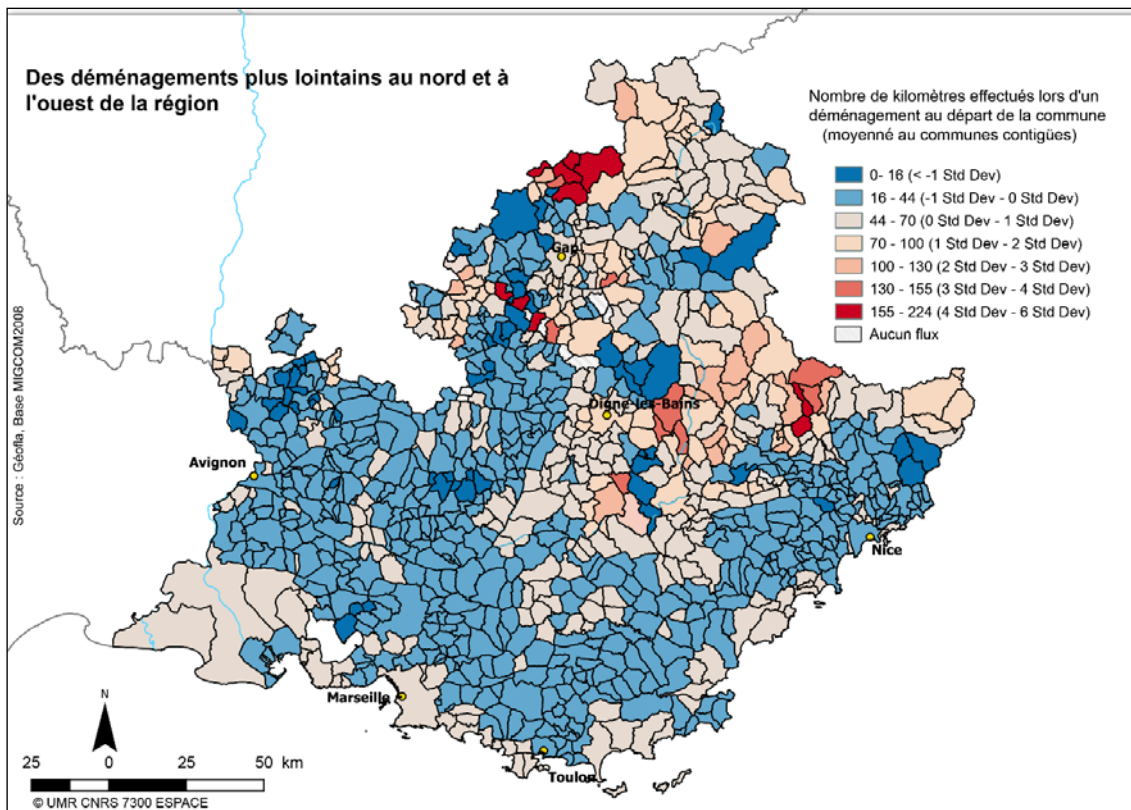 Des déménagements plus lointains au nord et à
l'ouest de la région
Nombre de kilomètres effectués lors d'un
déménagement au départ de la commune
(moyenné au communes contigües)
0- 16 (< -1 Std Dev)
16 - 44 (-1 Std Dev - 0 Std Dev)
44 - 70 (0 Std Dev - 1 Std Dev)
70 - 100 (1 Std Dev - 2 Std Dev)
100 - 130 (2 Std Dev - 3 Std Dev)
130 - 155 (3 Std Dev - 4 Std Dev)
155 - 224 (4 Std Dev - 6 Std Dev)
Aucun flux
Gap
Digne-les-Bains
Avignon
Nice
Marseille
Toulon
Source : Géofla, Base MIGCOM2008
N
25 0 25 50 km
© UMR CNRS 7300 ESPACE